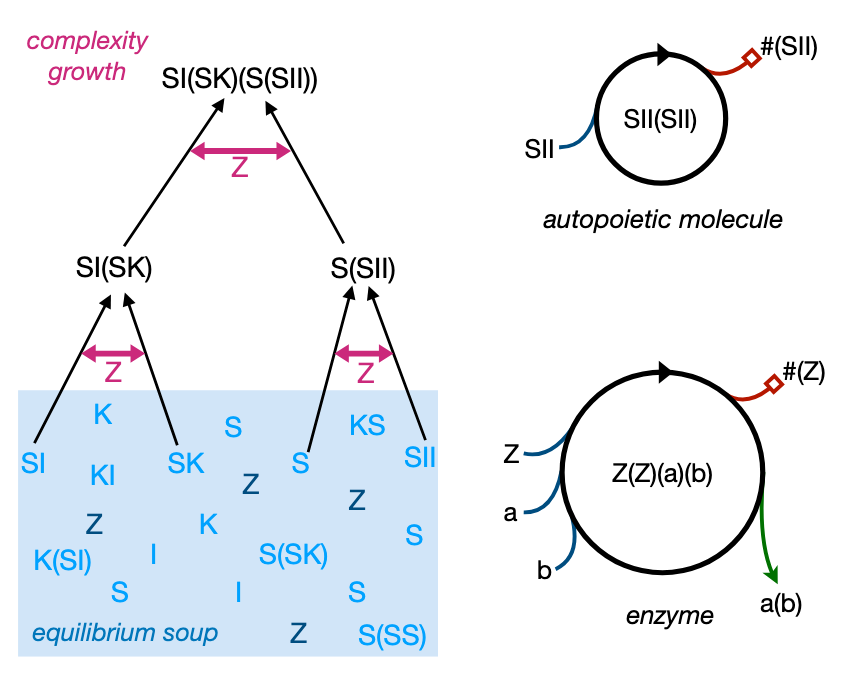 complexity
growth
SI(SK)(S(SII))
Z
SI(SK)
S(SII)
Z
Z
K
S
KS
SI
KI
SK
Z
S
Z
SII
Z
K
S
K(SI)
I
S(SK)
S
I
S
equilibrium soup
Z
S(SS)
#(SII)
SII(SII)
SII
autopoietic molecule
#(Z)
Z
a
b
Z(Z)(a)(b)
a(b)
enzyme